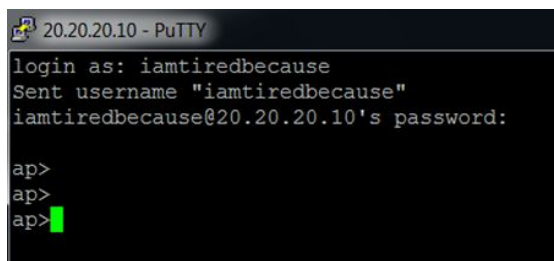 20.20.20.10 - PuTTY
login as: iamtiredbecause
Sent username "iamtiredbecause"
iamtiredbecause@20.20.20.10's password:
ap>
ap>
ap>